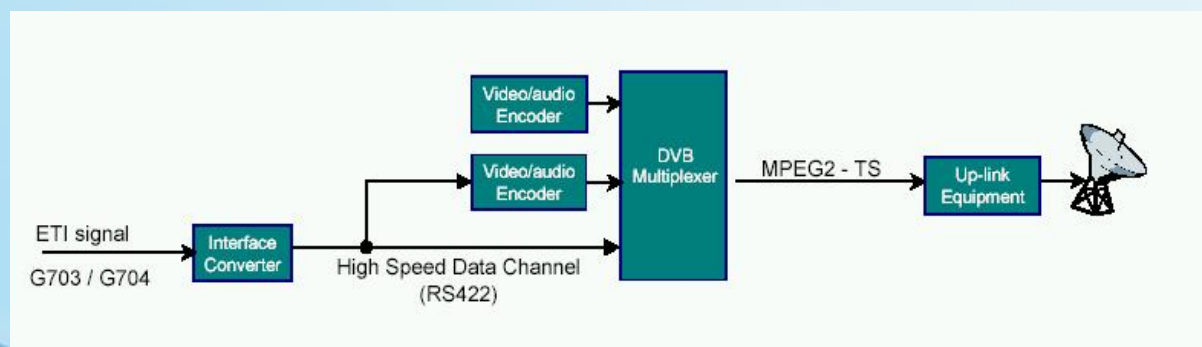 Video/audio
Encoder
Video/audio
Encoder
DVB
Multiplexer
MPEG2 - TS
Up-link
Equipment
ETI signal
G703 / G704
Interface
Converter
High Speed Data Channel
(RS422)